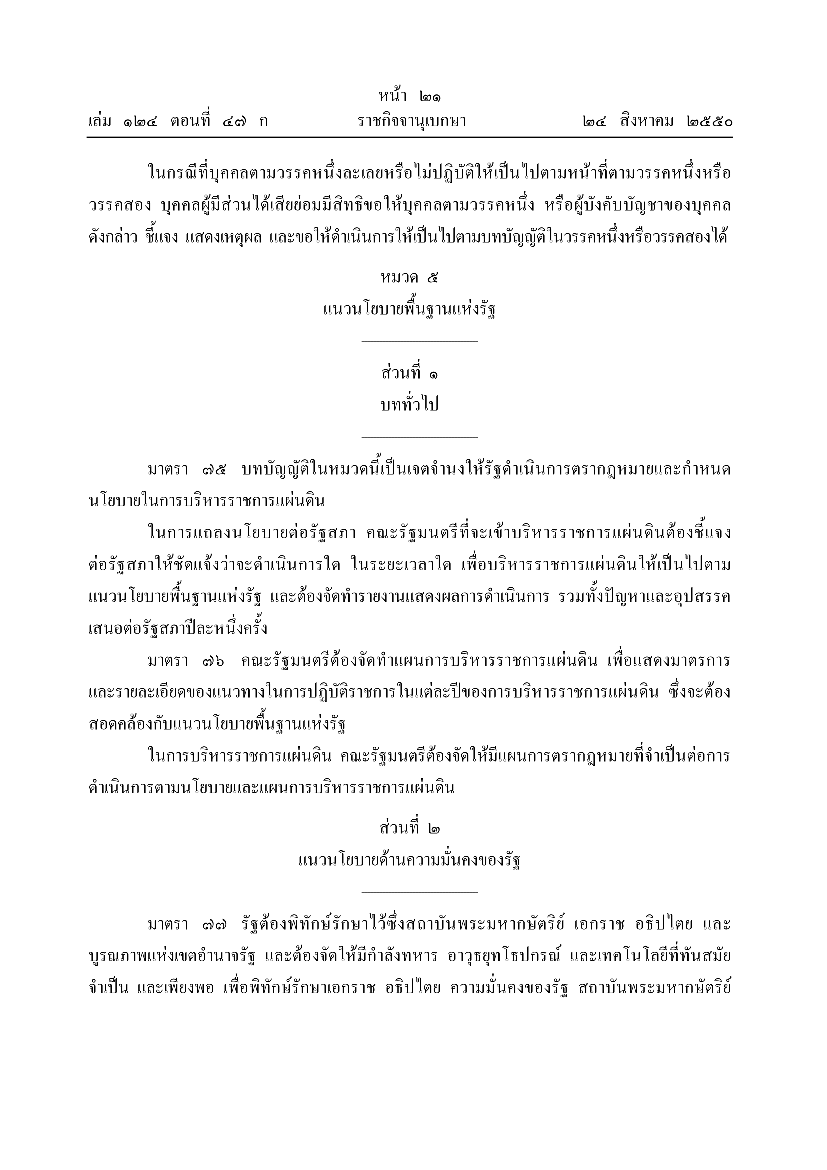 หน้า ๒๑
เล่ม ๑๒๔ ตอนที่ ๔๗ ก ราชกิจจานุเบกษา ๒๔ สิงหาคม ๒๕๕๐
ในกรณีที่บุคคลตามวรรคหนึ่งละเลยหรือไม่ปฏิบัติให้เป็นไปตามหน้าที่ตามวรรคหนึ่งหรือ
วรรคสอง บุคคลผู้มีส่วนได้เสียย่อมมีสิทธิขอให้บุคคลตามวรรคหนึ่ง หรือผู้บังคับบัญชาของบุคคล
ดังกล่าว ชี้แจง แสดงเหตุผล และขอให้ดำเนินการให้เป็นไปตามบทบัญญัติในวรรคหนึ่งหรือวรรคสองได้
หมวด ๕
แนวนโยบายพื้นฐานแห่งรัฐ
ส่วนที่ ๑
บททั่วไป
มาตรา ๗๕ บทบัญญัติในหมวดนี้เป็นเจตจำนงให้รัฐดำเนินการตรากฎหมายและกำหนด
นโยบายในการบริหารราชการแผ่นดิน
ในการแถลงนโยบายต่อรัฐสภา คณะรัฐมนตรีที่จะเข้าบริหารราชการแผ่นดินต้องชี้แจง
ต่อรัฐสภาให้ชัดแจ้งว่าจะดำเนินการใด ในระยะเวลาใด เพื่อบริหารราชการแผ่นดินให้เป็นไปตาม
แนวนโยบายพื้นฐานแห่งรัฐ และต้องจัดทำรายงานแสดงผลการดำเนินการ รวมทั้งปัญหาและอุปสรรค
เสนอต่อรัฐสภาปีละหนึ่งครั้ง
มาตรา ๗๖ คณะรัฐมนตรีต้องจัดทำแผนการบริหารราชการแผ่นดิน เพื่อแสดงมาตรการ
และรายละเอียดของแนวทางในการปฏิบัติราชการในแต่ละปีของการบริหารราชการแผ่นดิน ซึ่งจะต้อง
สอดคล้องกับแนวนโยบายพื้นฐานแห่งรัฐ
ในการบริหารราชการแผ่นดิน คณะรัฐมนตรีต้องจัดให้มีแผนการตรากฎหมายที่จำเป็นต่อการ
ดำเนินการตามนโยบายและแผนการบริหารราชการแผ่นดิน
ส่วนที่ ๒
แนวนโยบายด้านความมั่นคงของรัฐ
มาตรา ๗๗ รัฐต้องพิทักษ์รักษาไว้ซึ่งสถาบันพระมหากษัตริย์ เอกราช อธิปไตย และ
บูรณภาพแห่งเขตอำนาจรัฐ และต้องจัดให้มีกำลังทหาร อาวุธยุทโธปกรณ์ และเทคโนโลยีที่ทันสมัย
จำเป็น และเพียงพอ เพื่อพิทักษ์รักษาเอกราช อธิปไตย ความมั่นคงของรัฐ สถาบันพระมหากษัตริย์